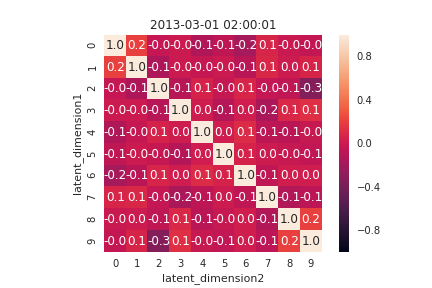 2013-03-01 02:00:01
latent_dimension1
0 1.0 0.2 -0.0 -0.0 -0.1 -0.1 -0.2 0.1 -0.0 -0.0
1 0.2 1.0 -0.1 -0.0 -0.0 -0.0 -0.1 0.1 0.0 0.1
2 -0.0 -0.1 1.0 -0.1 0.1 -0.0 0.1 -0.0 -0.1 -0.3
3 -0.0 -0.0 -0.1 1.0 0.0 -0.1 0.0 -0.2 0.1 0.1
4 -0.1 -0.0 0.1 0.0 1.0 0.0 0.1 -0.1 -0.1 -0.0
5 -0.1 -0.0 -0.0 -0.1 0.0 1.0 0.1 0.0 -0.0 -0.1
6 -0.2 -0.1 0.1 0.0 0.1 0.1 1.0 -0.1 0.0 0.0
7 0.1 0.1 -0.0 -0.2 -0.1 0.0 -0.1 1.0 -0.1 -0.1
8 -0.0 0.0 -0.1 0.1 -0.1 -0.0 0.0 -0.1 1.0 0.2
9 -0.0 0.1 -0.3 0.1 -0.0 -0.1 0.0 -0.1 0.2 1.0
0 1 2 3 4 5 6 7 8 9
latent_dimension2
0.8
0.4
0.0
-0.4
-0.8